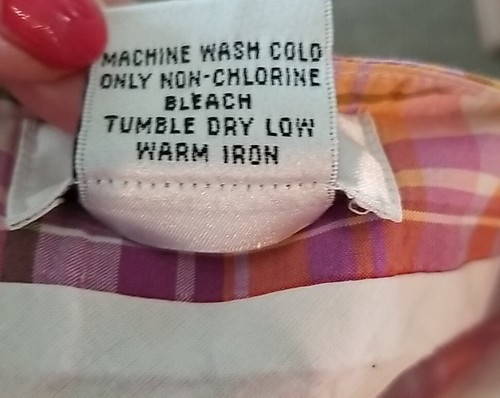 MACHINE WASH COLD
ONLY NON-CHLORINE
BLEACH
TUMBLE DRY LOW
WARM IRON